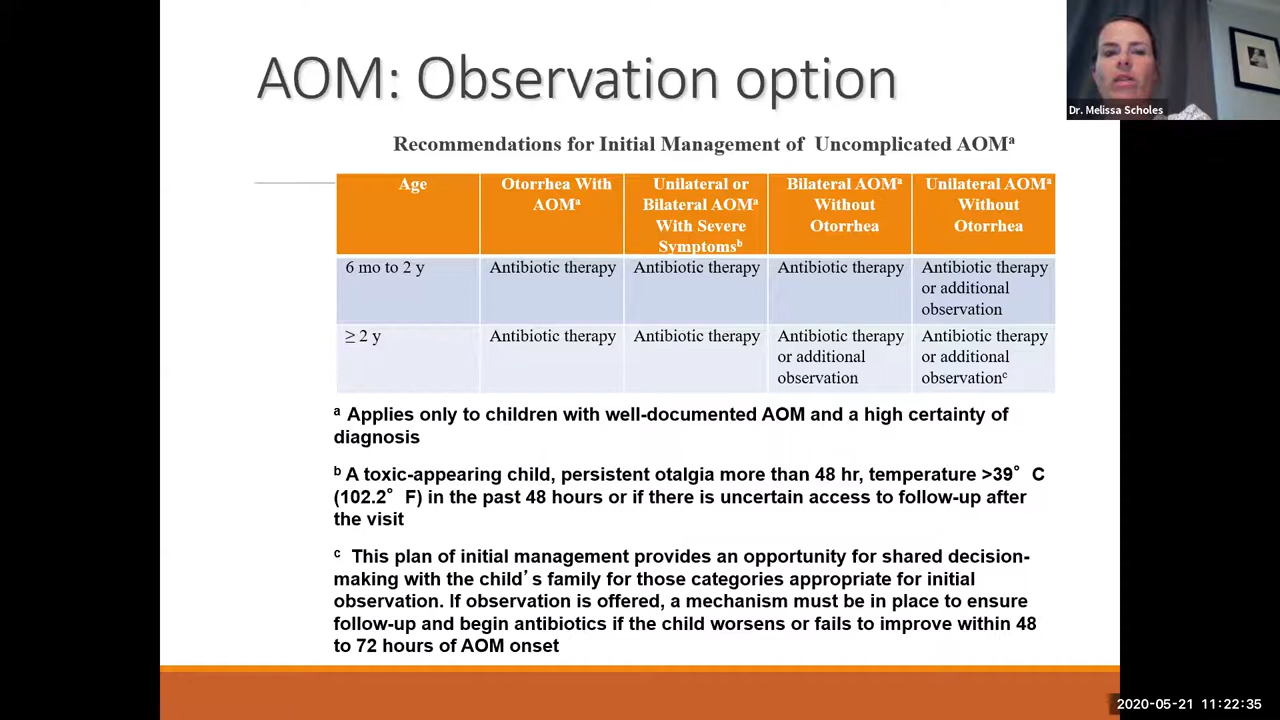 AOM: Observation option
Dr. Melissa Scholes
Recommendations for Initial Management of Uncomplicated AOMᵃ
Age
Otorrhea With
AOMᵃ
Unilateral or
Bilateral AOMᵃ
With Severe
Symptomsᵇ
Bilateral AOMᵃ
Without
Otorrhea
Unilateral AOMᵃ
Without
Otorrhea
6 mo to 2 y
Antibiotic therapy
Antibiotic therapy
Antibiotic therapy
Antibiotic therapy
or additional
observation
≥ 2 y
Antibiotic therapy
Antibiotic therapy
Antibiotic therapy
or additional
observation
Antibiotic therapy
or additional
observationᶜ
ᵃ Applies only to children with well-documented AOM and a high certainty of
diagnosis
ᵇ A toxic-appearing child, persistent otalgia more than 48 hr, temperature >39° C
(102.2° F) in the past 48 hours or if there is uncertain access to follow-up after
the visit
ᶜ This plan of initial management provides an opportunity for shared decision-
making with the child's family for those categories appropriate for initial
observation. If observation is offered, a mechanism must be in place to ensure
follow-up and begin antibiotics if the child worsens or fails to improve within 48
to 72 hours of AOM onset
2020-05-21 11:22:35